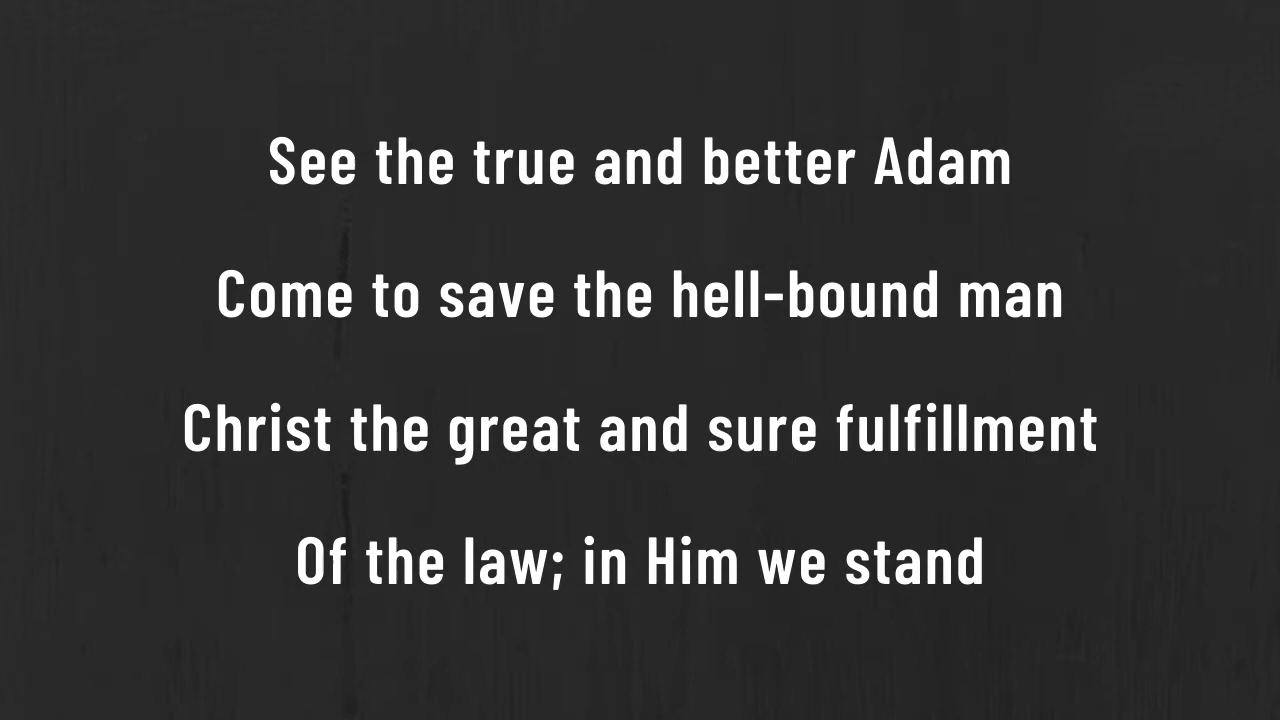 See the true and better Adam
Come to save the hell-bound man
Christ the great and sure fulfillment
Of the law; in Him we stand